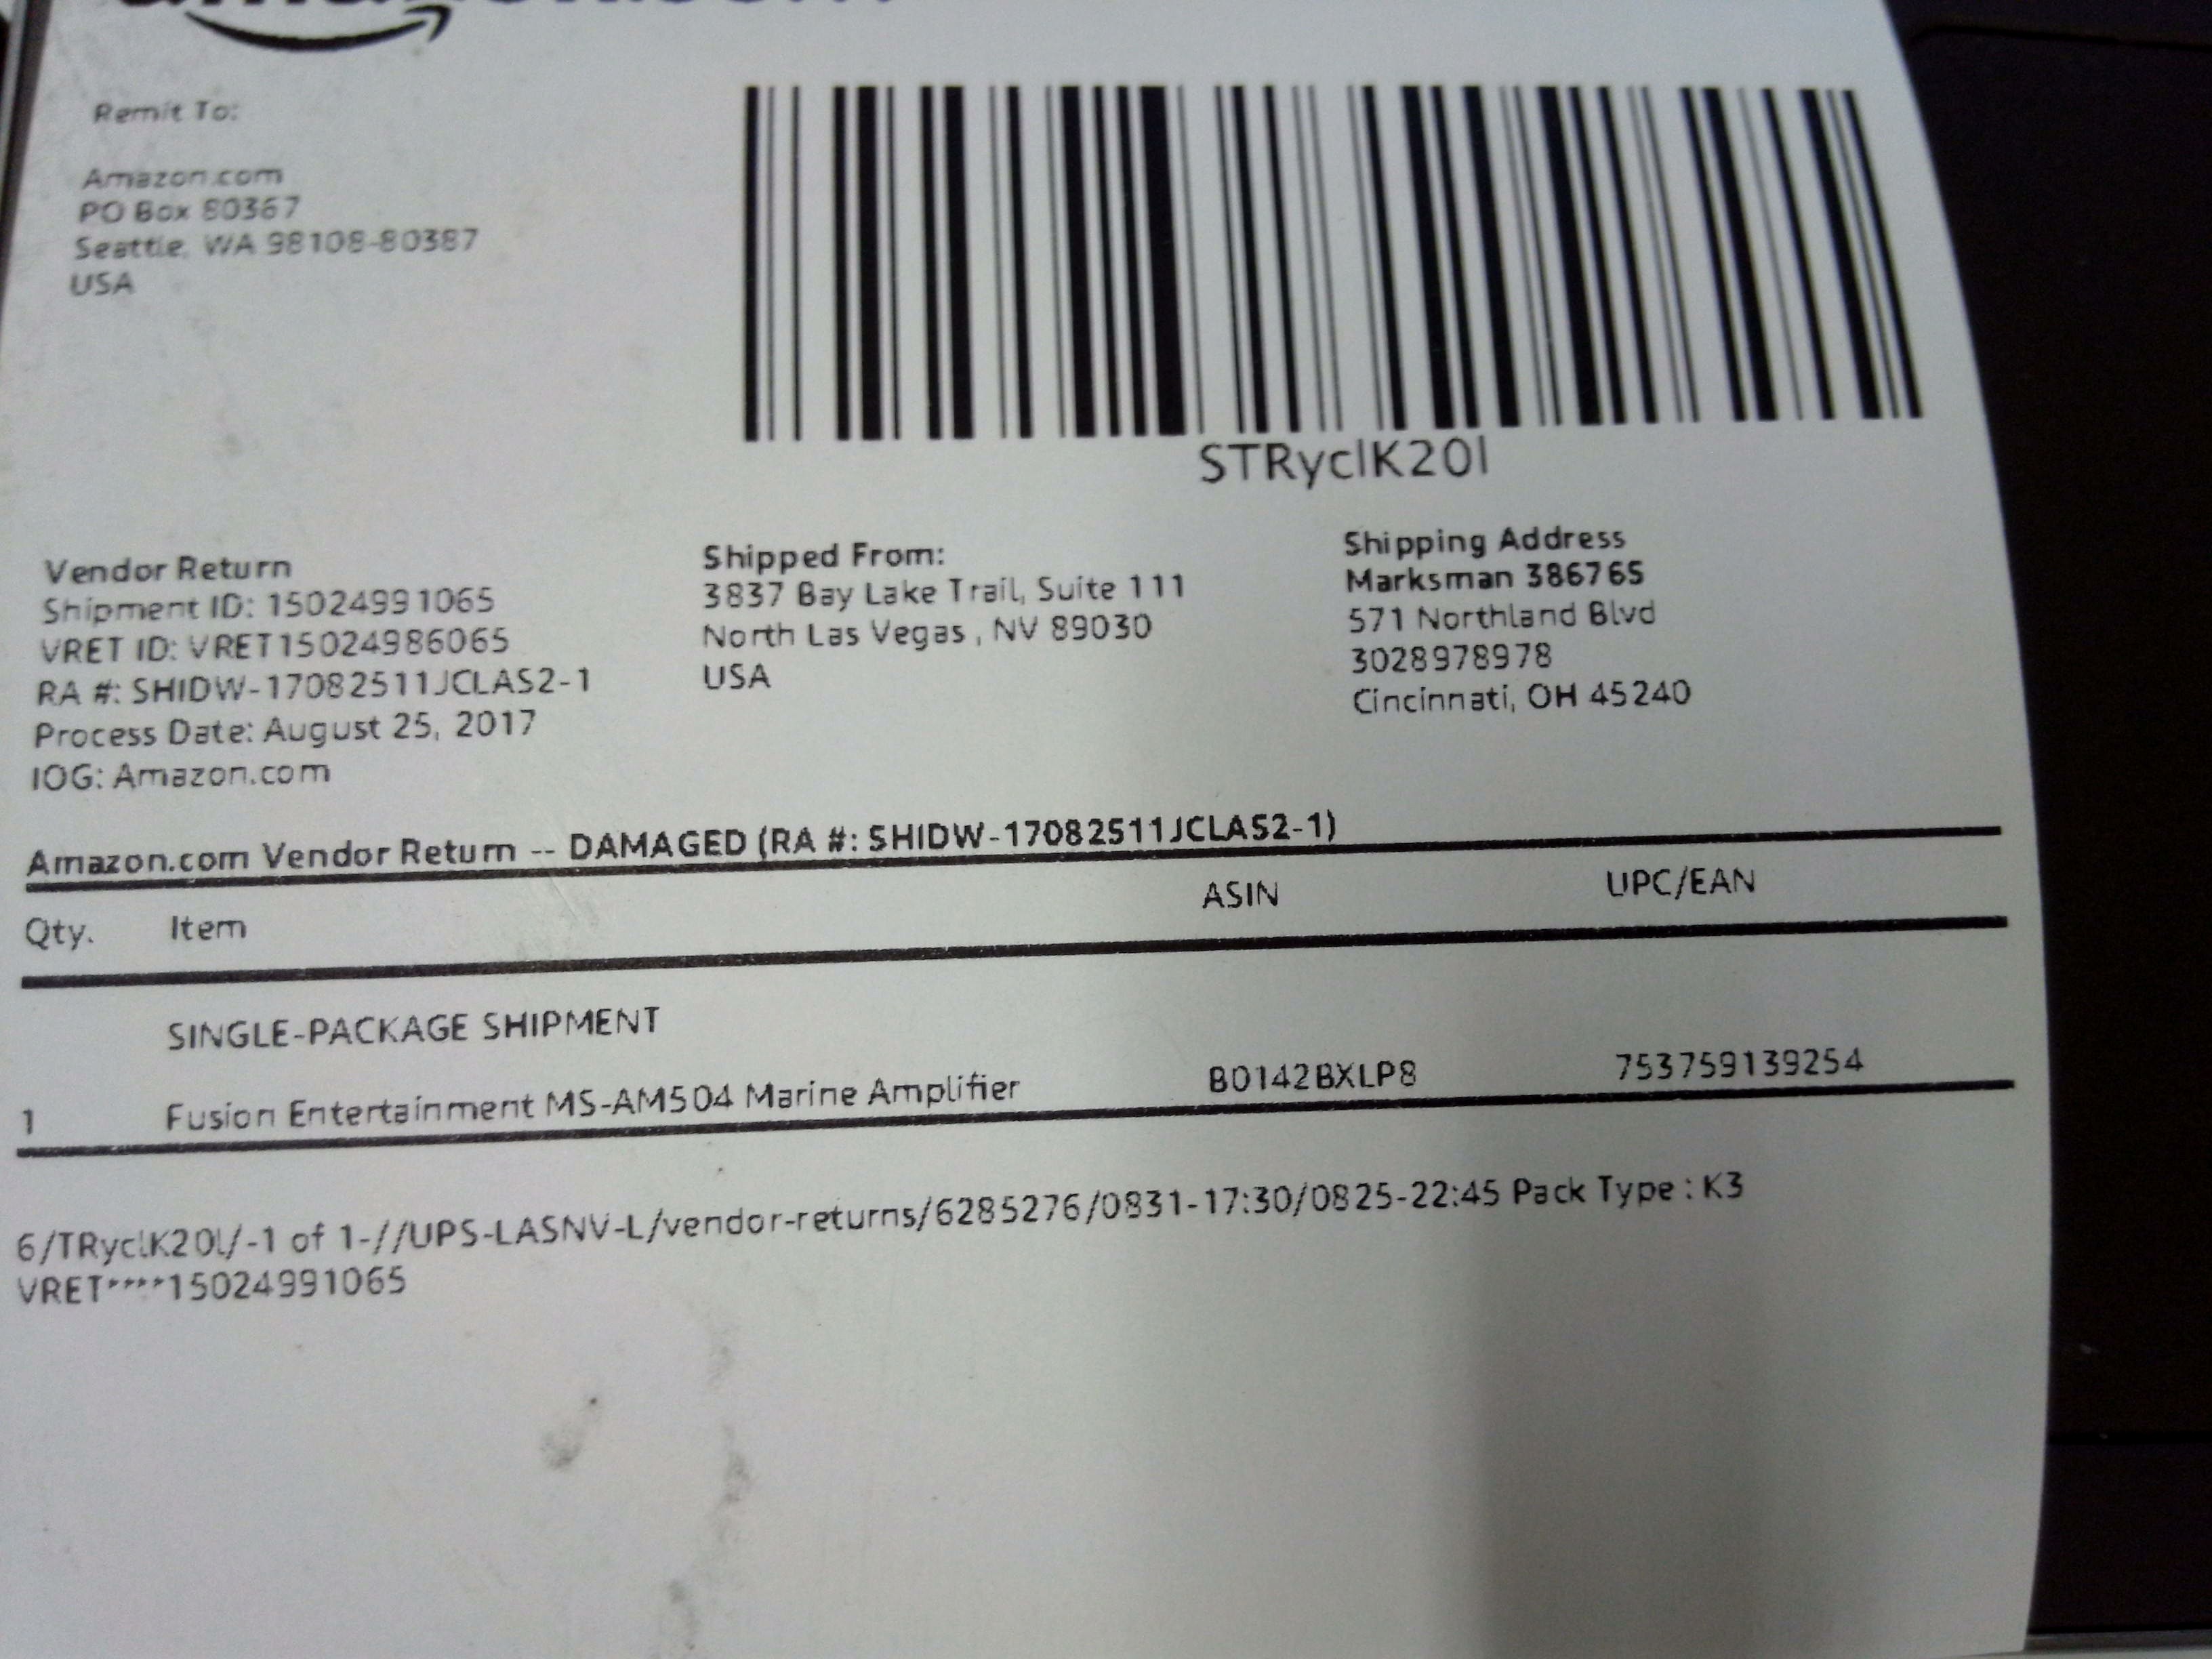 Remit To:
Amazon.com
PO Box 80367
Seattle, WA 98108-80387
USA
STRyclK20l
Vendor Return
Shipment ID: 15024991065
VRET ID: VRET15024986065
RA #: SHIDW-17082511JCLAS2-1
Process Date: August 25, 2017
IOG: Amazon.com
Shipped From:
3837 Bay Lake Trail, Suite 111
North Las Vegas , NV 89030
USA
Shipping Address
Marksman 386765
571 Northland Blvd
3028978978
Cincinnati, OH 45240
Amazon.com Vendor Return -- DAMAGED (RA #: SHIDW-17082511JCLAS2-1)
Qty. Item ASIN UPC/EAN
SINGLE-PACKAGE SHIPMENT
1 Fusion Entertainment MS-AM504 Marine Amplifier B0142BXLP8 753759139254
6/TRyclK20l/-1 of 1-//UPS-LASNV-L/vendor-returns/6285276/0831-17:30/0825-22:45 Pack Type : K3
VRET****15024991065